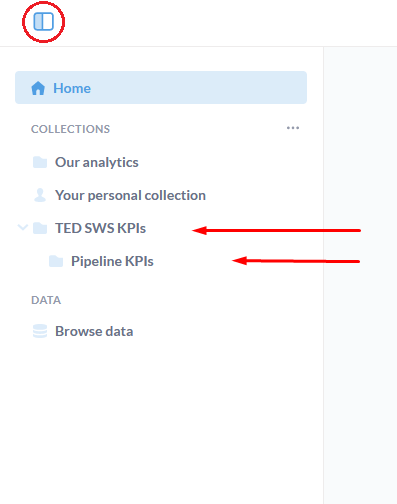 Home
COLLECTIONS
Our analytics
Your personal collection
TED SWS KPIs
Pipeline KPIs
DATA
Browse data